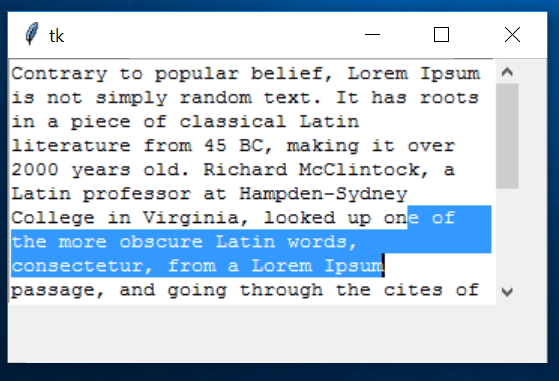 tk
Contrary to popular belief, Lorem Ipsum
is not simply random text. It has roots
in a piece of classical Latin
literature from 45 BC, making it over
2000 years old. Richard McClintock, a
Latin professor at Hampden-Sydney
College in Virginia, looked up one of
the more obscure Latin words,
consectetur, from a Lorem Ipsum
passage, and going through the cites of